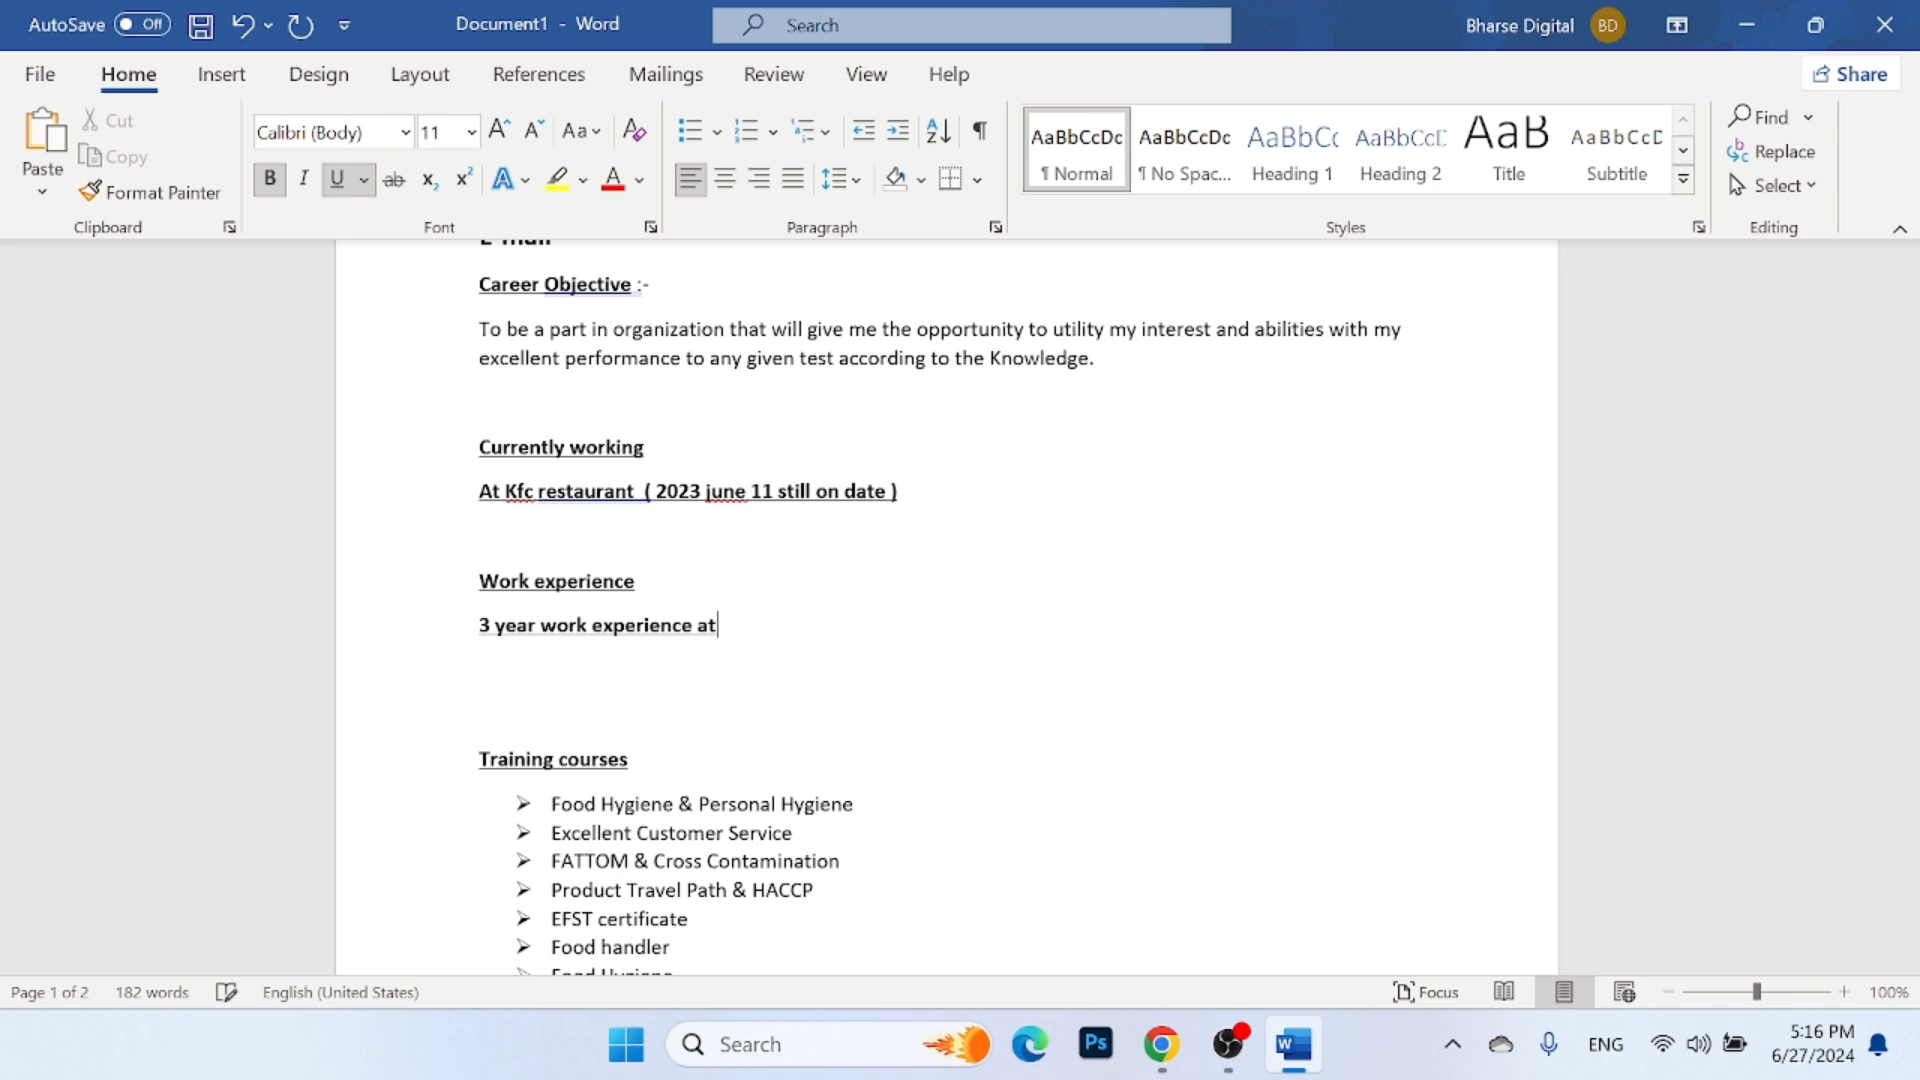 AutoSave Off Document1 - Word Search Bharse Digital BD
File Home Insert Design Layout References Mailings Review View Help Share
Paste Cut Copy Format Painter
Clipboard
Calibri (Body) 11 Aa
B I U ab x₂ x² A A
Font
Paragraph
AaBbCcDc AaBbCcDc AaBbCc AaBbCcC AaB AaBbCcD
¶ Normal ¶ No Spac... Heading 1 Heading 2 Title Subtitle
Styles
Find
Replace
Select
Editing
E-mail
Career Objective :-
To be a part in organization that will give me the opportunity to utility my interest and abilities with my
excellent performance to any given test according to the Knowledge.
Currently working
At Kfc restaurant ( 2023 june 11 still on date )
Work experience
3 year work experience at
Training courses
➢ Food Hygiene & Personal Hygiene
➢ Excellent Customer Service
➢ FATTOM & Cross Contamination
➢ Product Travel Path & HACCP
➢ EFST certificate
➢ Food handler
➢ Food Hygiene
Page 1 of 2 182 words English (United States) Focus 100%
Search Ps W ENG 5:16 PM
6/27/2024